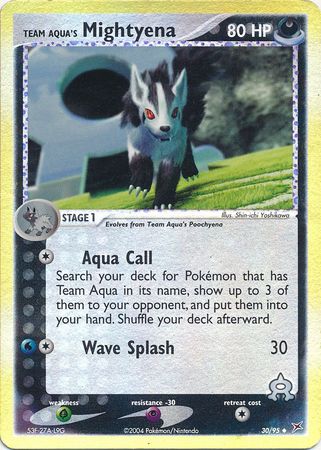 TEAM AQUA'S Mightyena 80 HP
Illus. Shin-ichi Yoshikawa
STAGE 1
Evolves from Team Aqua's Poochyena
Aqua Call
Search your deck for Pokémon that has
Team Aqua in its name, show up to 3 of
them to your opponent, and put them into
your hand. Shuffle your deck afterward.
Wave Splash 30
weakness resistance -30 retreat cost
53F-27A-L9G ©2004 Pokémon/Nintendo 30/95